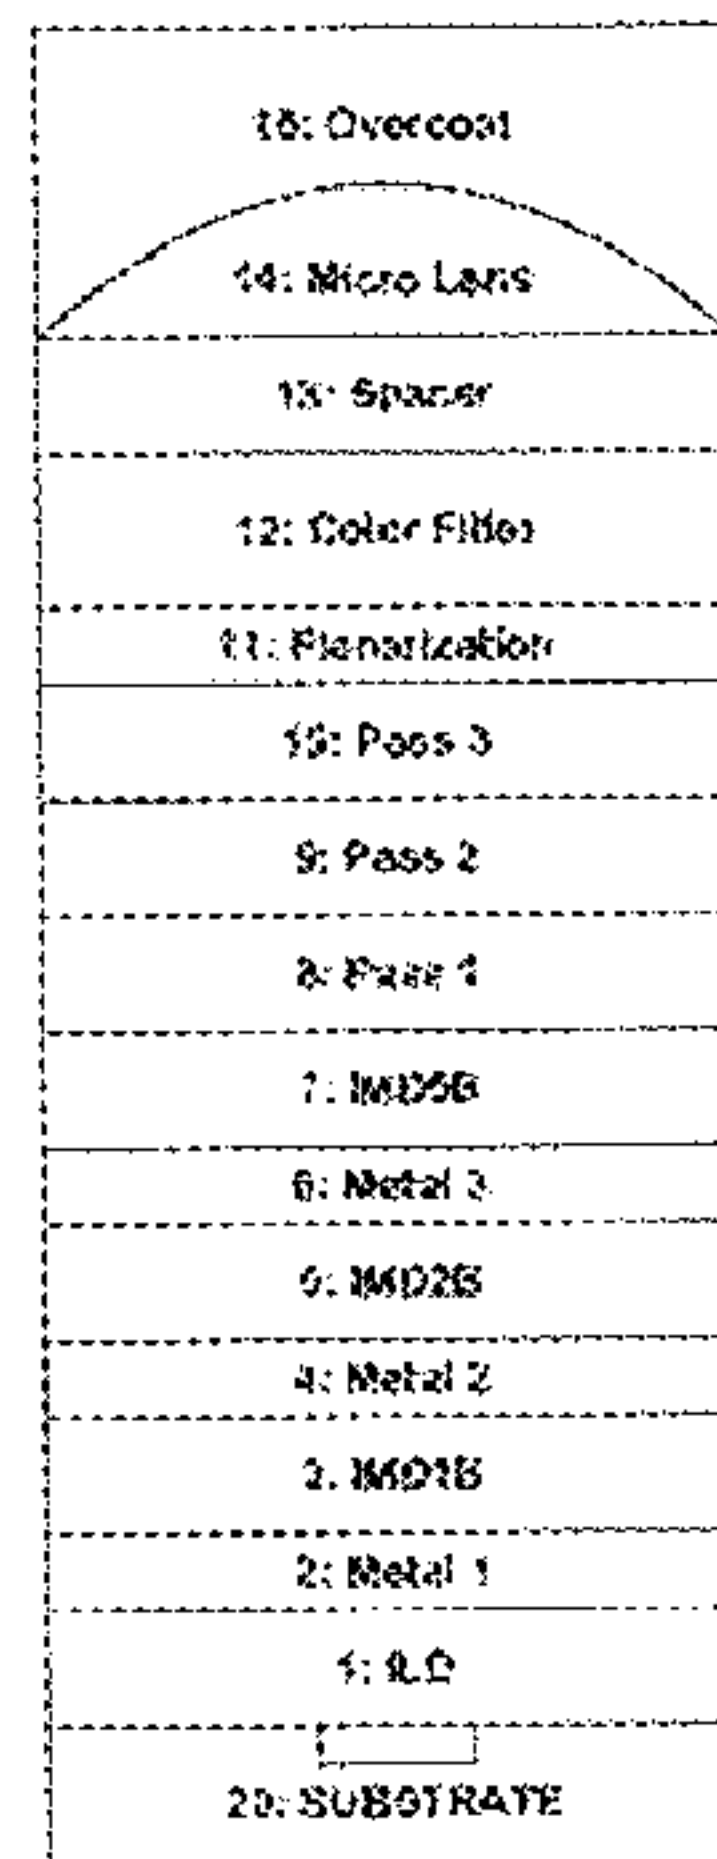 Overcoat
14: Micro Lens
13: Spacer
12: Color Filter
11: Planarization
10: Pass 3
9: Pass 2
8: Pass 1
7: IMD3B
6: Metal 3
5: IMD2B
4: Metal 2
3: IMD1B
2: Metal 1
1: ILD
20: SUBSTRATE